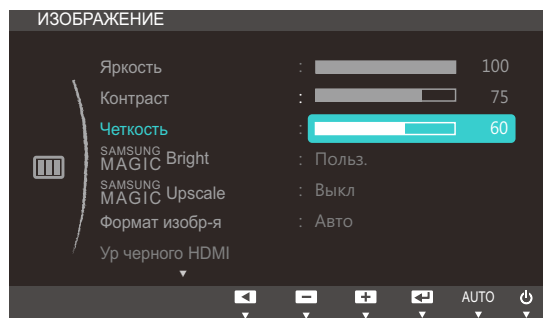 ИЗОБРАЖЕНИЕ
Яркость : 100
Контраст : 75
Четкость : 60
SAMSUNG MAGIC Bright : Польз.
SAMSUNG MAGIC Upscale : Выкл
Формат изобр-я : Авто
Ур черного HDMI
AUTO